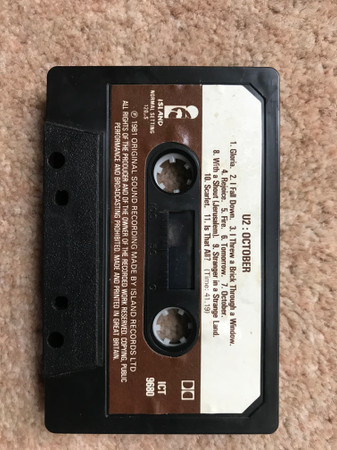 U2 : OCTOBER
1. Gloria. 2. I Fall Down. 3. I Threw a Brick Through a Window.
4. Rejoice. 5. Fire. 6. Tomorrow. 7. October.
8. With a Shout (Jerusalem). 9. Stranger in a Strange Land.
10. Scarlet. 11. Is That All? (Time: 41.19)
ISLAND
NORMAL SETTING
120µS
ICT
9680
℗ 1981 ORIGINAL SOUND RECORDING MADE BY ISLAND RECORDS LTD
ALL RIGHTS OF THE PRODUCER AND OF THE OWNER OF THE RECORDED WORK RESERVED. COPYING, PUBLIC
PERFORMANCE AND BROADCASTING PROHIBITED. MADE AND PRINTED IN GREAT BRITAIN.